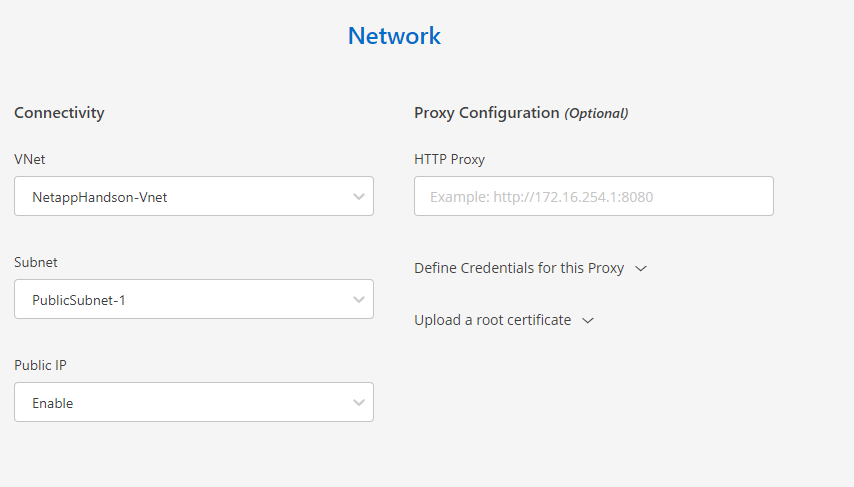 Network
Connectivity
VNet
NetappHandson-Vnet
Subnet
PublicSubnet-1
Public IP
Enable
Proxy Configuration (Optional)
HTTP Proxy
Example: http://172.16.254.1:8080
Define Credentials for this Proxy
Upload a root certificate